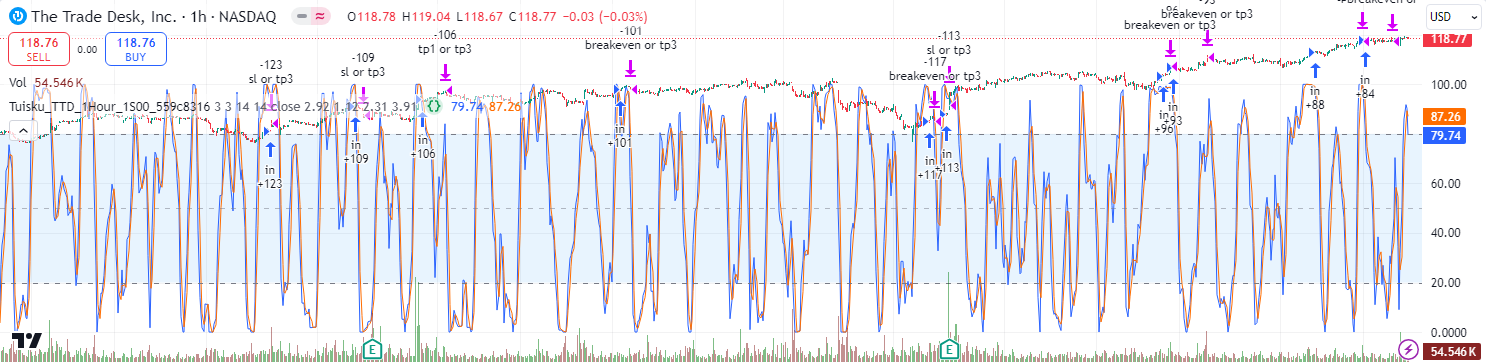 The Trade Desk, Inc. · 1h · NASDAQ
O118.78 H119.04 L118.67 C118.77 −0.03 (−0.03%)
USD
118.76
SELL
0.00
118.76
BUY
Vol 54.546 K
Tuisku_TTD_1Hour_1S00_559c8316 3 3 14 14 close 2.92 1.12 2.31 3.91
79.74 87.26
-123
sl or tp3
-109
sl or tp3
-106
tp1 or tp3
-101
breakeven or tp3
-113
sl or tp3
-117
breakeven or tp3
-96
breakeven or tp3
-93
breakeven or tp3
breakeven or
in
+123
in
+109
in
+106
in
+101
in
+117
in
+113
in
+96
in
+93
in
+88
in
+84
118.77
100.00
87.26
79.74
60.00
40.00
20.00
0.0000
54.546 K
E
E